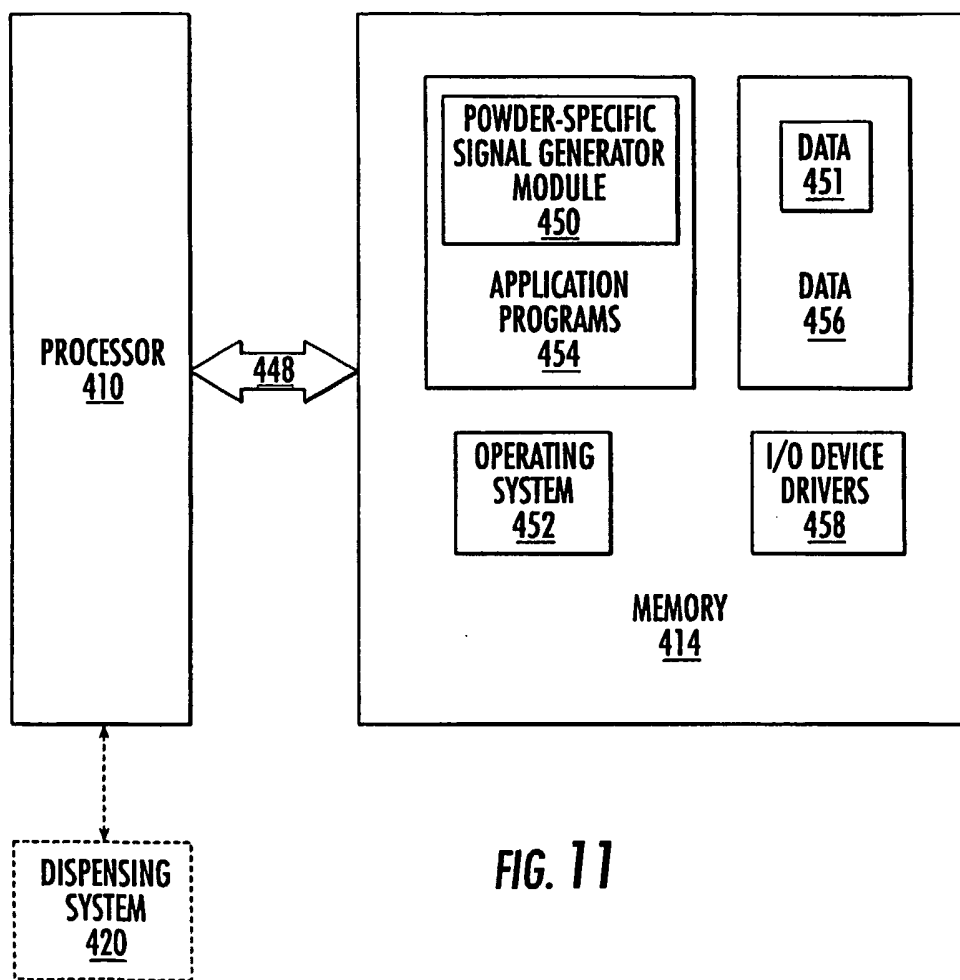 PROCESSOR
410
448
POWDER-SPECIFIC
SIGNAL GENERATOR
MODULE
450
APPLICATION
PROGRAMS
454
DATA
451
DATA
456
OPERATING
SYSTEM
452
I/O DEVICE
DRIVERS
458
MEMORY
414
DISPENSING
SYSTEM
420
FIG. 11